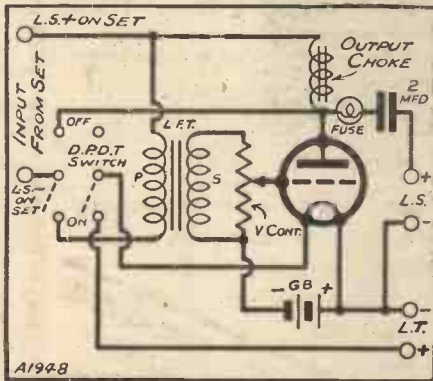 L.S.+ ON SET
OUTPUT
CHOKE
INPUT
FROM SET
OFF
D.P.D.T
SWITCH
L.F.T.
P
S
2
MFD
FUSE
L.S.-
ON
SET
ON
V CONT.
+
L.S.
-
- GB +
-
L.T.
+
A1948